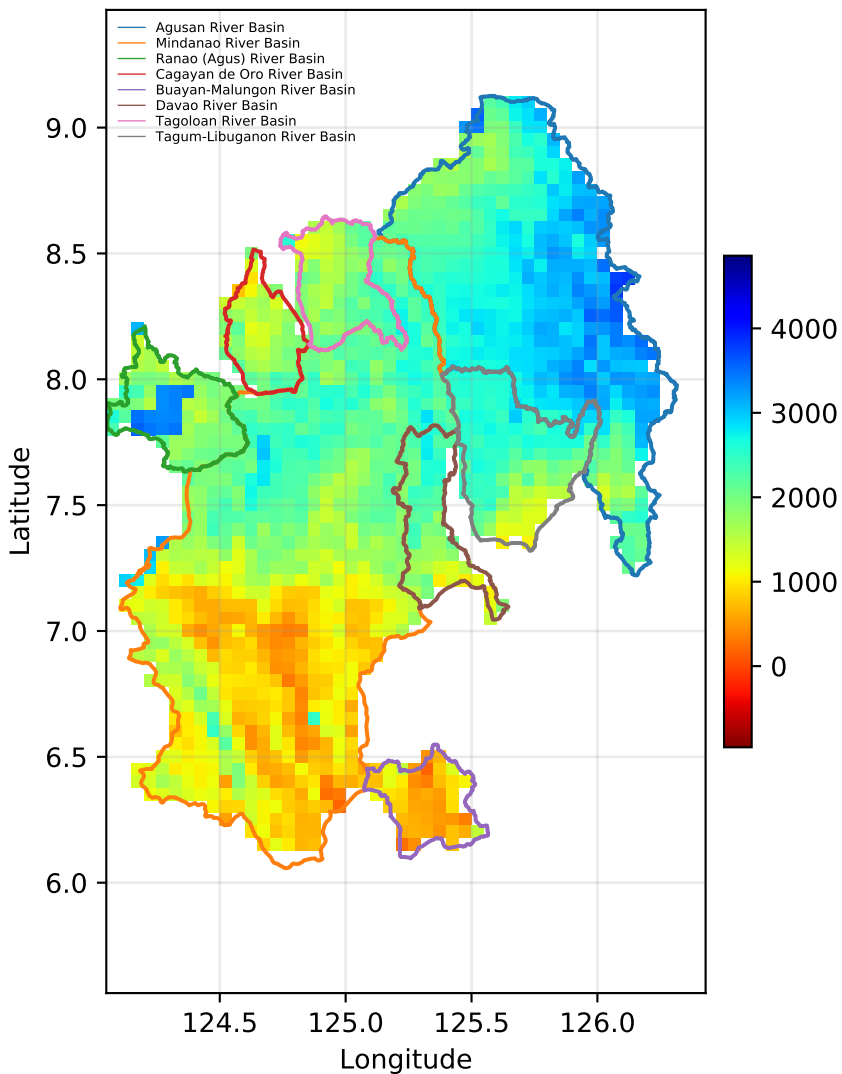 Agusan River Basin
Mindanao River Basin
Ranao (Agus) River Basin
Cagayan de Oro River Basin
Buayan-Malungon River Basin
Davao River Basin
Tagoloan River Basin
Tagum-Libuganon River Basin
9.0
8.5
8.0
7.5
7.0
6.5
6.0
Latitude
124.5 125.0 125.5 126.0
Longitude
4000
3000
2000
1000
0